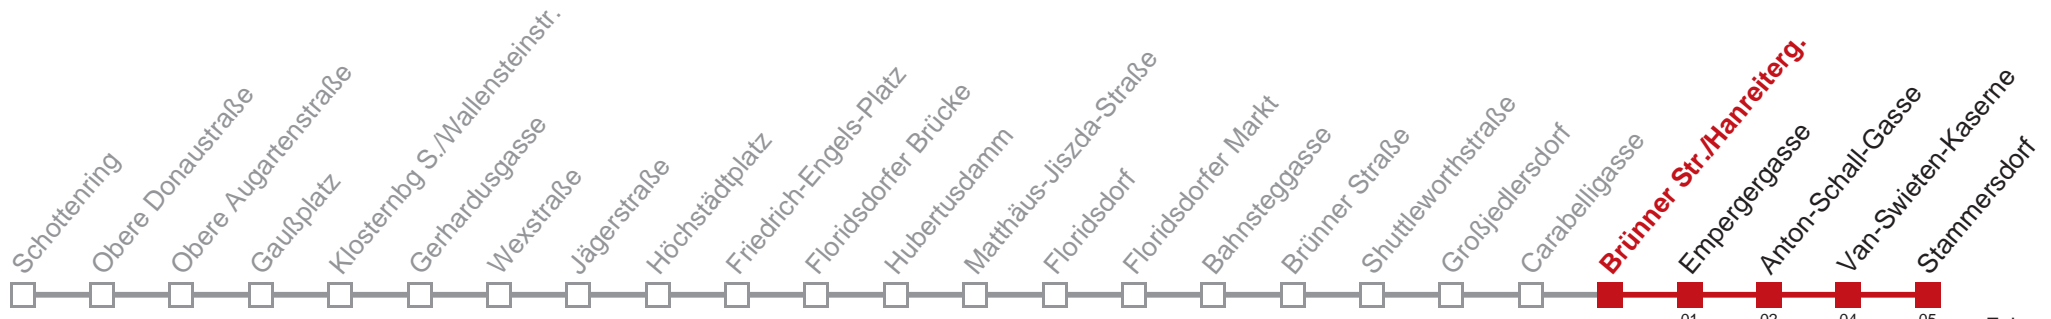 Schottenring
Obere Donaustraße
Obere Augartenstraße
Gaußplatz
Klosternbg S./Wallensteinstr.
Gerhardusgasse
Wexstraße
Jägerstraße
Höchstädtplatz
Friedrich-Engels-Platz
Floridsdorfer Brücke
Hubertusdamm
Matthäus-Jiszda-Straße
Floridsdorf
Floridsdorfer Markt
Bahnsteggasse
Brünner Straße
Shuttleworthstraße
Großjedlersdorf
Carabelligasse
Brünner Str./Hanreiterg.
Empergergasse
Anton-Schall-Gasse
Van-Swieten-Kaserne
Stammersdorf